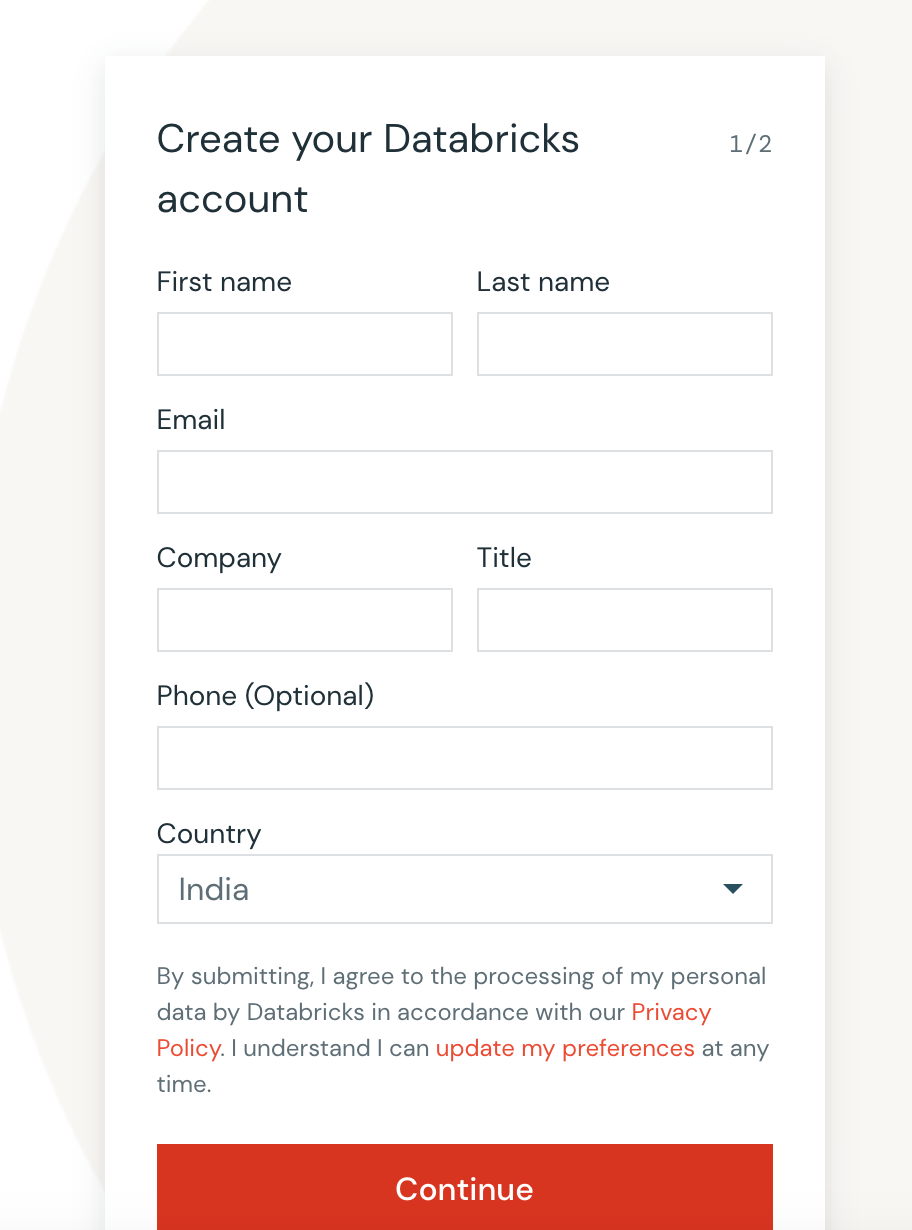 Create your Databricks
account
1/2
First name
Last name
Email
Company
Title
Phone (Optional)
Country
India
By submitting, I agree to the processing of my personal
data by Databricks in accordance with our Privacy
Policy. I understand I can update my preferences at any
time.
Continue